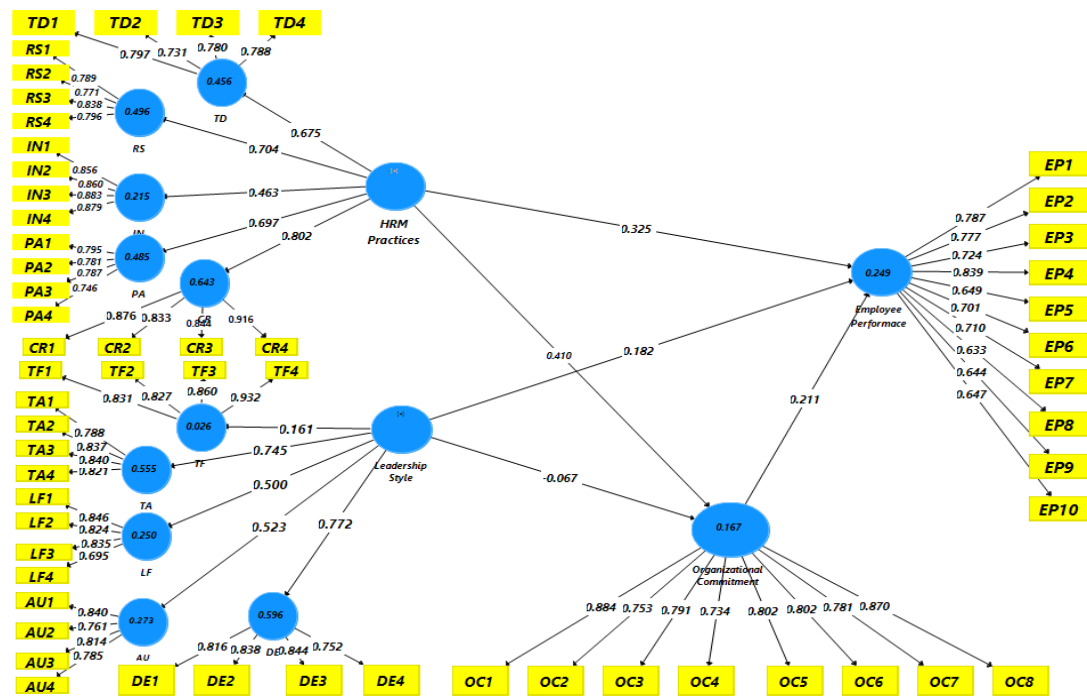 TD1 TD2 TD3 TD4
0.797 0.731 0.780 0.788
0.456
TD
RS1
RS2
RS3
RS4
0.789
0.771
0.838
0.796
0.496
RS
IN1
IN2
IN3
IN4
0.856
0.860
0.883
0.879
0.215
IN
PA1
PA2
PA3
PA4
0.795
0.781
0.787
0.746
0.485
PA
0.643
CR
0.876 0.833 0.844 0.916
CR1 CR2 CR3 CR4
0.675
0.704
0.463
0.697
0.802
[+]
HRM
Practices
0.325
0.410
0.182
TF1 TF2 TF3 TF4
0.831 0.827 0.860 0.932
0.026
TF
TA1
TA2
TA3
TA4
0.788
0.837
0.840
0.821
0.555
TA
LF1
LF2
LF3
LF4
0.846
0.824
0.835
0.695
0.250
LF
AU1
AU2
AU3
AU4
0.840
0.761
0.814
0.785
0.273
AU
0.596
DE
0.816 0.838 0.844 0.752
DE1 DE2 DE3 DE4
0.161
0.745
0.500
0.523
0.772
[+]
Leadership
Style
-0.067
0.211
0.249
Employee
Performace
0.787
0.777
0.724
0.839
0.649
0.701
0.710
0.633
0.644
0.647
EP1
EP2
EP3
EP4
EP5
EP6
EP7
EP8
EP9
EP10
0.167
Organizational
Commitment
0.884 0.753 0.791 0.734 0.802 0.802 0.781 0.870
OC1 OC2 OC3 OC4 OC5 OC6 OC7 OC8